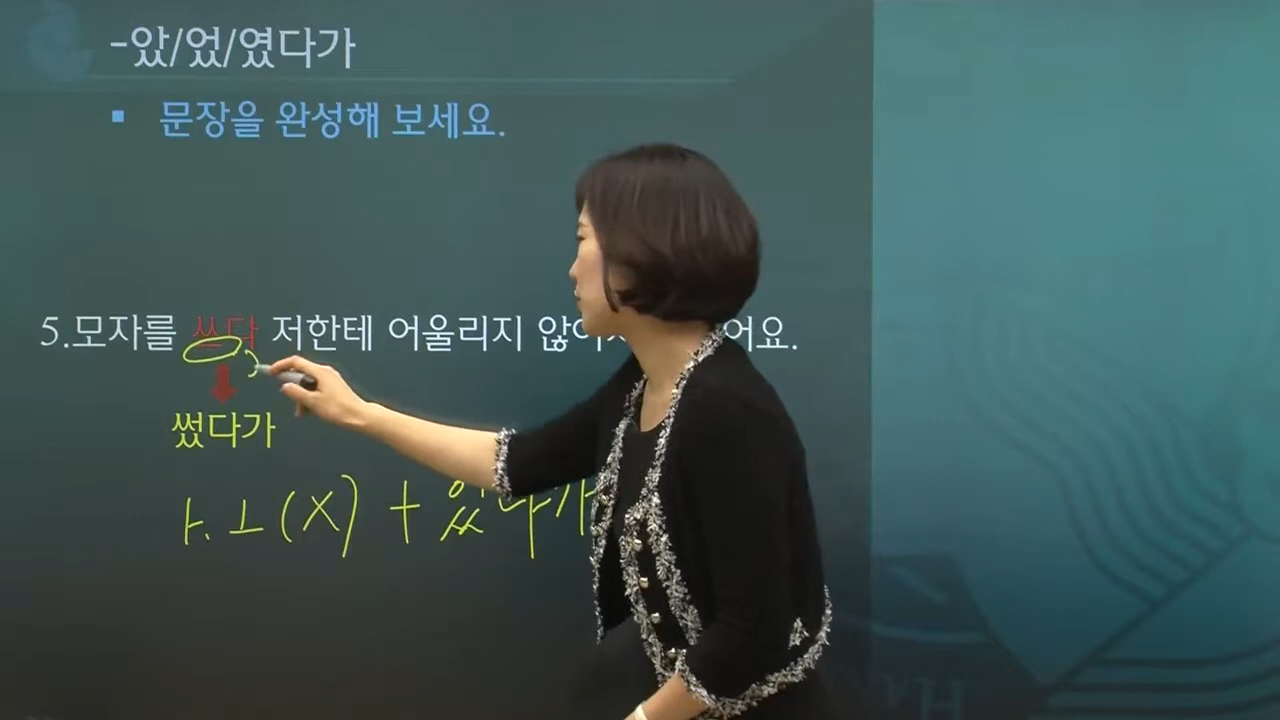 -았/었/였다가
▪ 문장을 완성해 보세요.
5.모자를 쓰다 저한테 어울리지 않아 어요.
썼다가
ㅏ.ㅗ(X) + 었다가